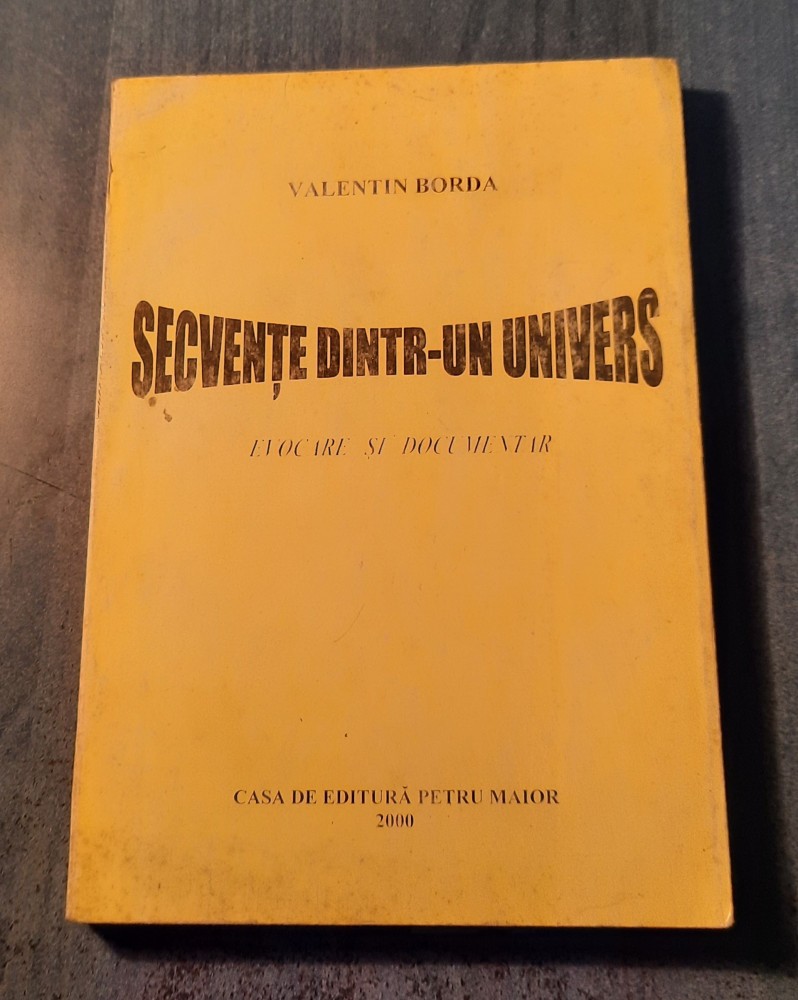 VALENTIN BORDA
SECVENȚE DINTR-UN UNIVERS
EVOCARE ȘI DOCUMENTAR
CASA DE EDITURĂ PETRU MAIOR
2000